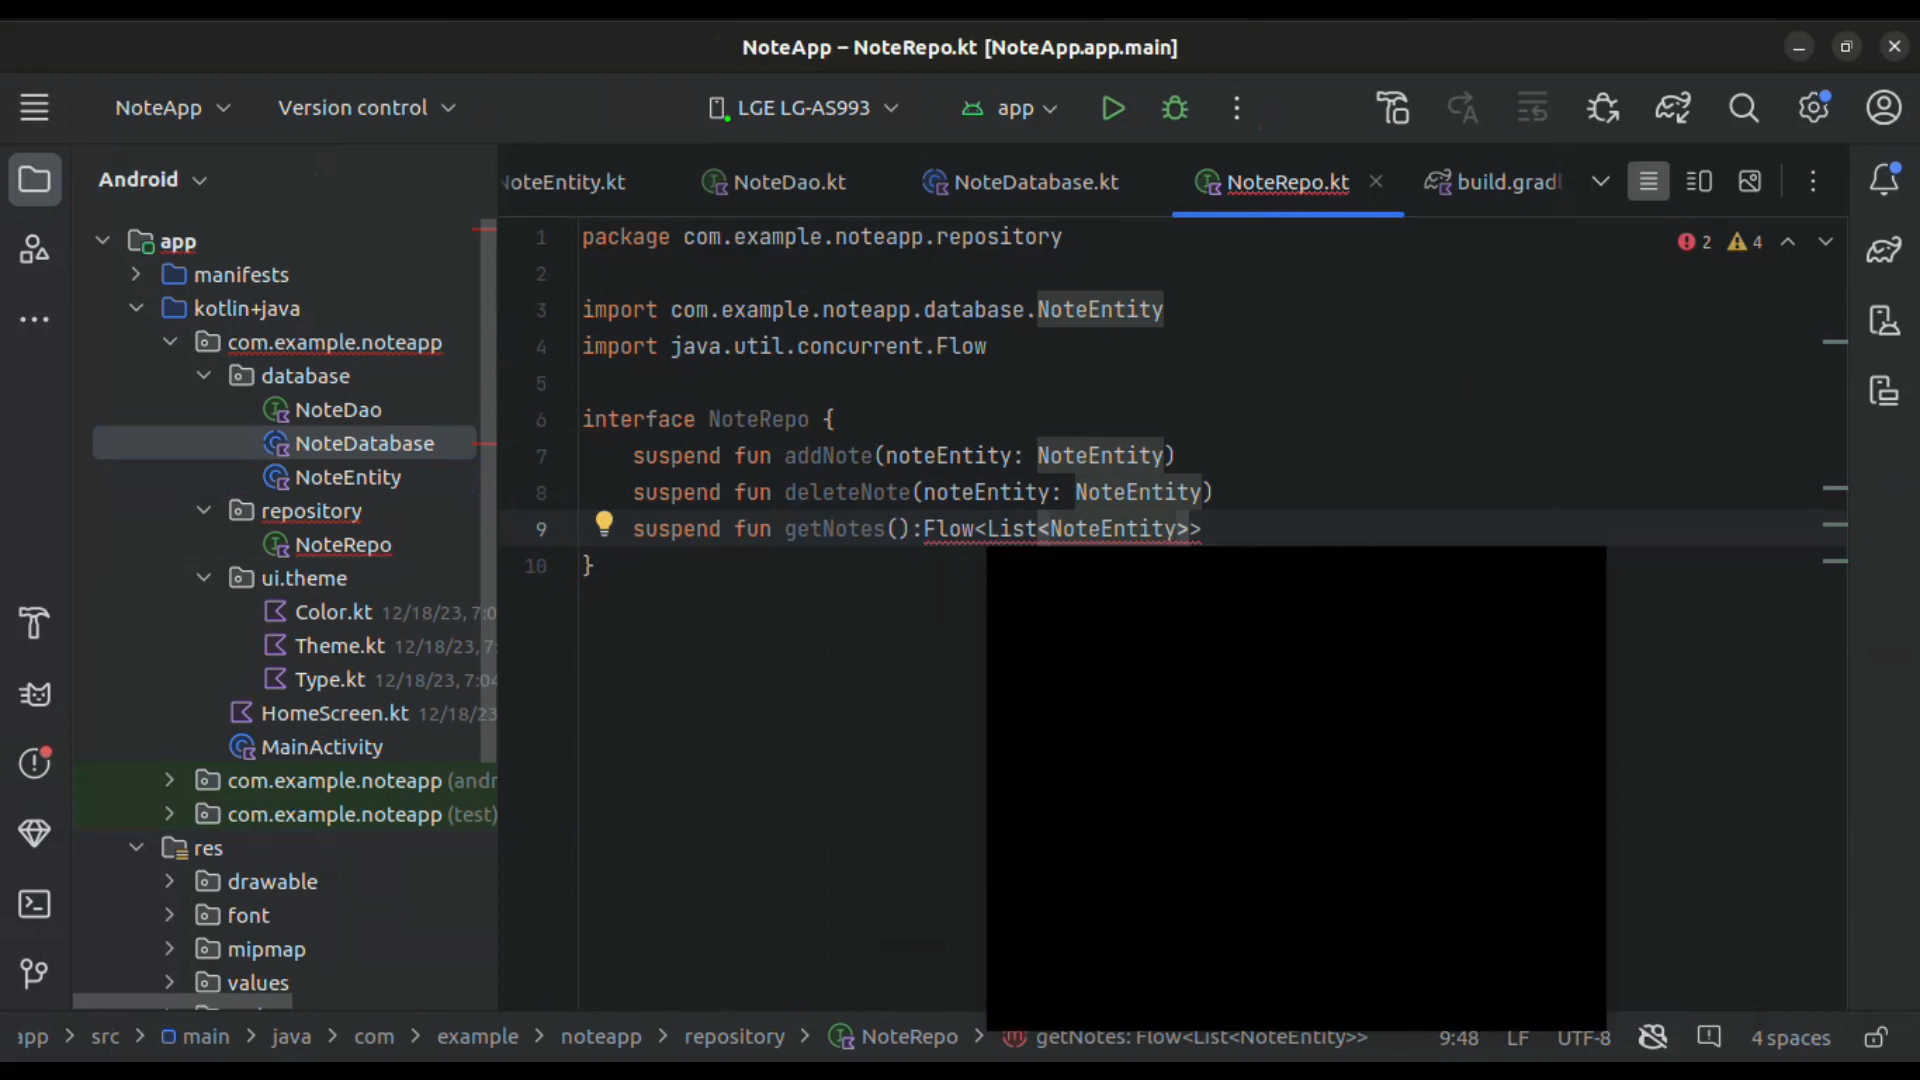 NoteApp – NoteRepo.kt [NoteApp.app.main]
NoteApp
Version control
LGE LG-AS993
app
Android
oteEntity.kt
NoteDao.kt
NoteDatabase.kt
NoteRepo.kt
build.gradl
app
manifests
kotlin+java
com.example.noteapp
database
NoteDao
NoteDatabase
NoteEntity
repository
NoteRepo
ui.theme
Color.kt 12/18/23, 7:0
Theme.kt 12/18/23, 7:
Type.kt 12/18/23, 7:04
HomeScreen.kt 12/18/23
MainActivity
com.example.noteapp (andr
com.example.noteapp (test)
res
drawable
font
mipmap
values
2 4
1 package com.example.noteapp.repository
2
3 import com.example.noteapp.database.NoteEntity
4 import java.util.concurrent.Flow
5
6 interface NoteRepo {
7 suspend fun addNote(noteEntity: NoteEntity)
8 suspend fun deleteNote(noteEntity: NoteEntity)
9 suspend fun getNotes():Flow<List<NoteEntity>>
10 }
app > src > main > java > com > example > noteapp > repository > NoteRepo > getNotes: Flow<List<NoteEntity>>
9:48 LF UTF-8 4 spaces